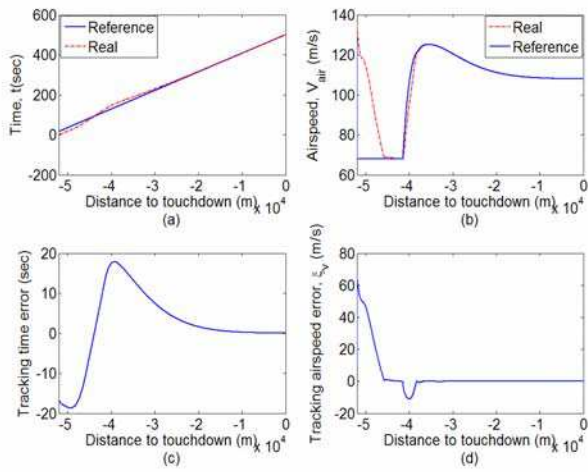 600
400
200
0
-200
Time, t(sec)
Reference
Real
-5 -4 -3 -2 -1 0
Distance to touchdown (m)
x 10^4
(a)
140
120
100
80
60
Airspeed, V_air (m/s)
Real
Reference
-5 -4 -3 -2 -1 0
Distance to touchdown (m)
x 10^4
(b)
20
10
0
-10
-20
Tracking time error (sec)
-5 -4 -3 -2 -1 0
Distance to touchdown (m)
x 10^4
(c)
80
60
40
20
0
-20
Tracking airspeed error, ξ_v (m/s)
-5 -4 -3 -2 -1 0
Distance to touchdown (m)
x 10^4
(d)